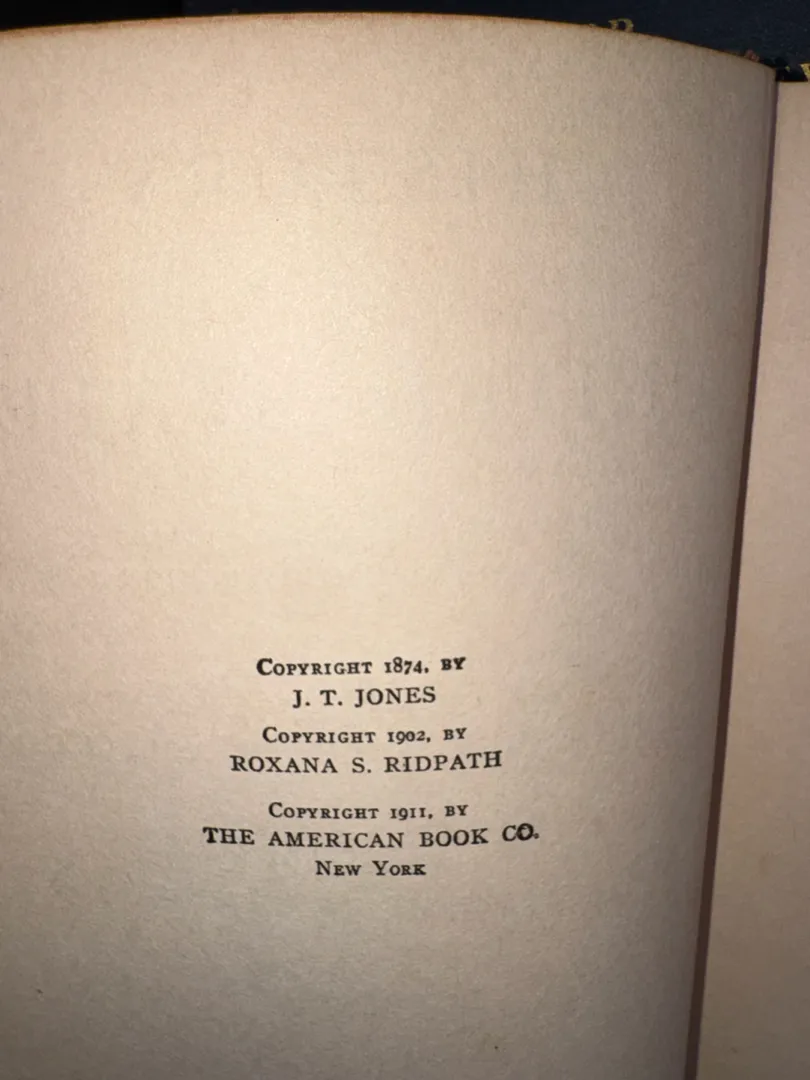 COPYRIGHT 1874, BY
J. T. JONES
COPYRIGHT 1902, BY
ROXANA S. RIDPATH
COPYRIGHT 1911, BY
THE AMERICAN BOOK CO.
NEW YORK